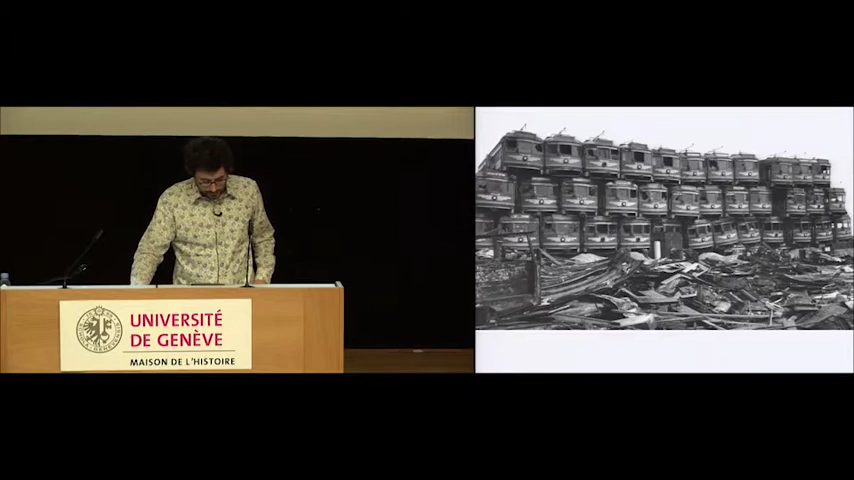 UNIVERSITÉ
DE GENÈVE
MAISON DE L'HISTOIRE